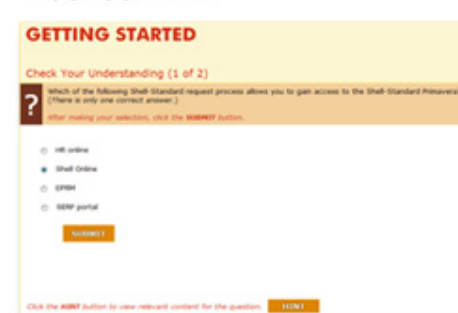 GETTING STARTED
Check Your Understanding (1 of 2)
? Which of the following Shell-Standard request process allows you to gain access to the Shell-Standard Primavera
(There is only one correct answer.)
After making your selection, click the SUBMIT button.
HR online
Shell Online
EPRM
SERP portal
SUBMIT
Click the HINT button to view relevant content for the question. HINT